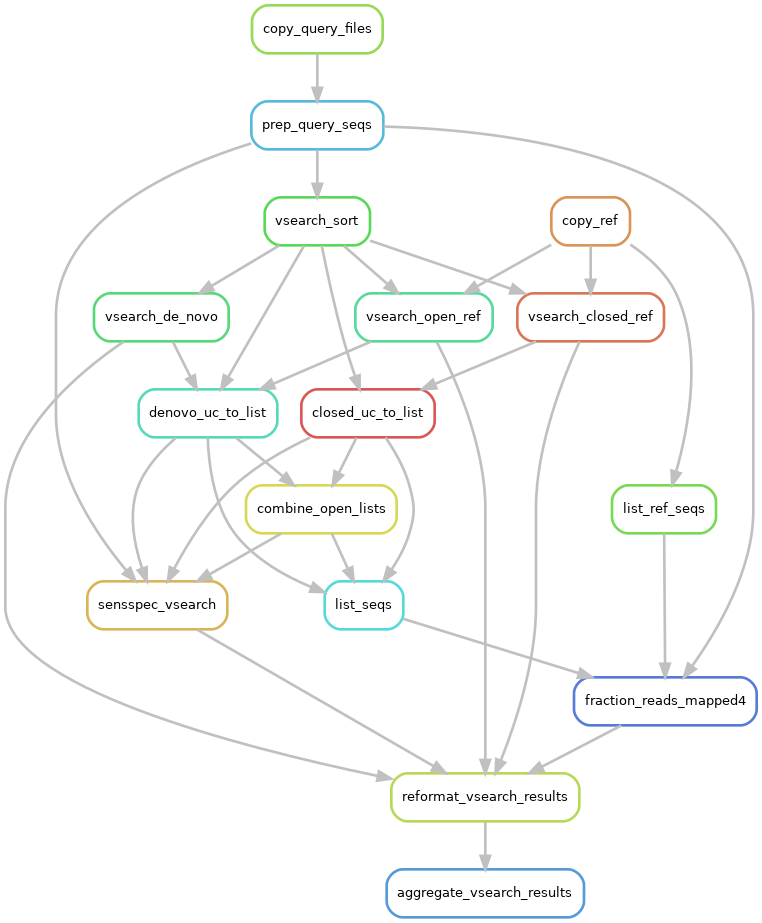 copy_query_files
prep_query_seqs
vsearch_sort
copy_ref
vsearch_de_novo
vsearch_open_ref
vsearch_closed_ref
denovo_uc_to_list
closed_uc_to_list
combine_open_lists
list_ref_seqs
sensspec_vsearch
list_seqs
fraction_reads_mapped4
reformat_vsearch_results
aggregate_vsearch_results